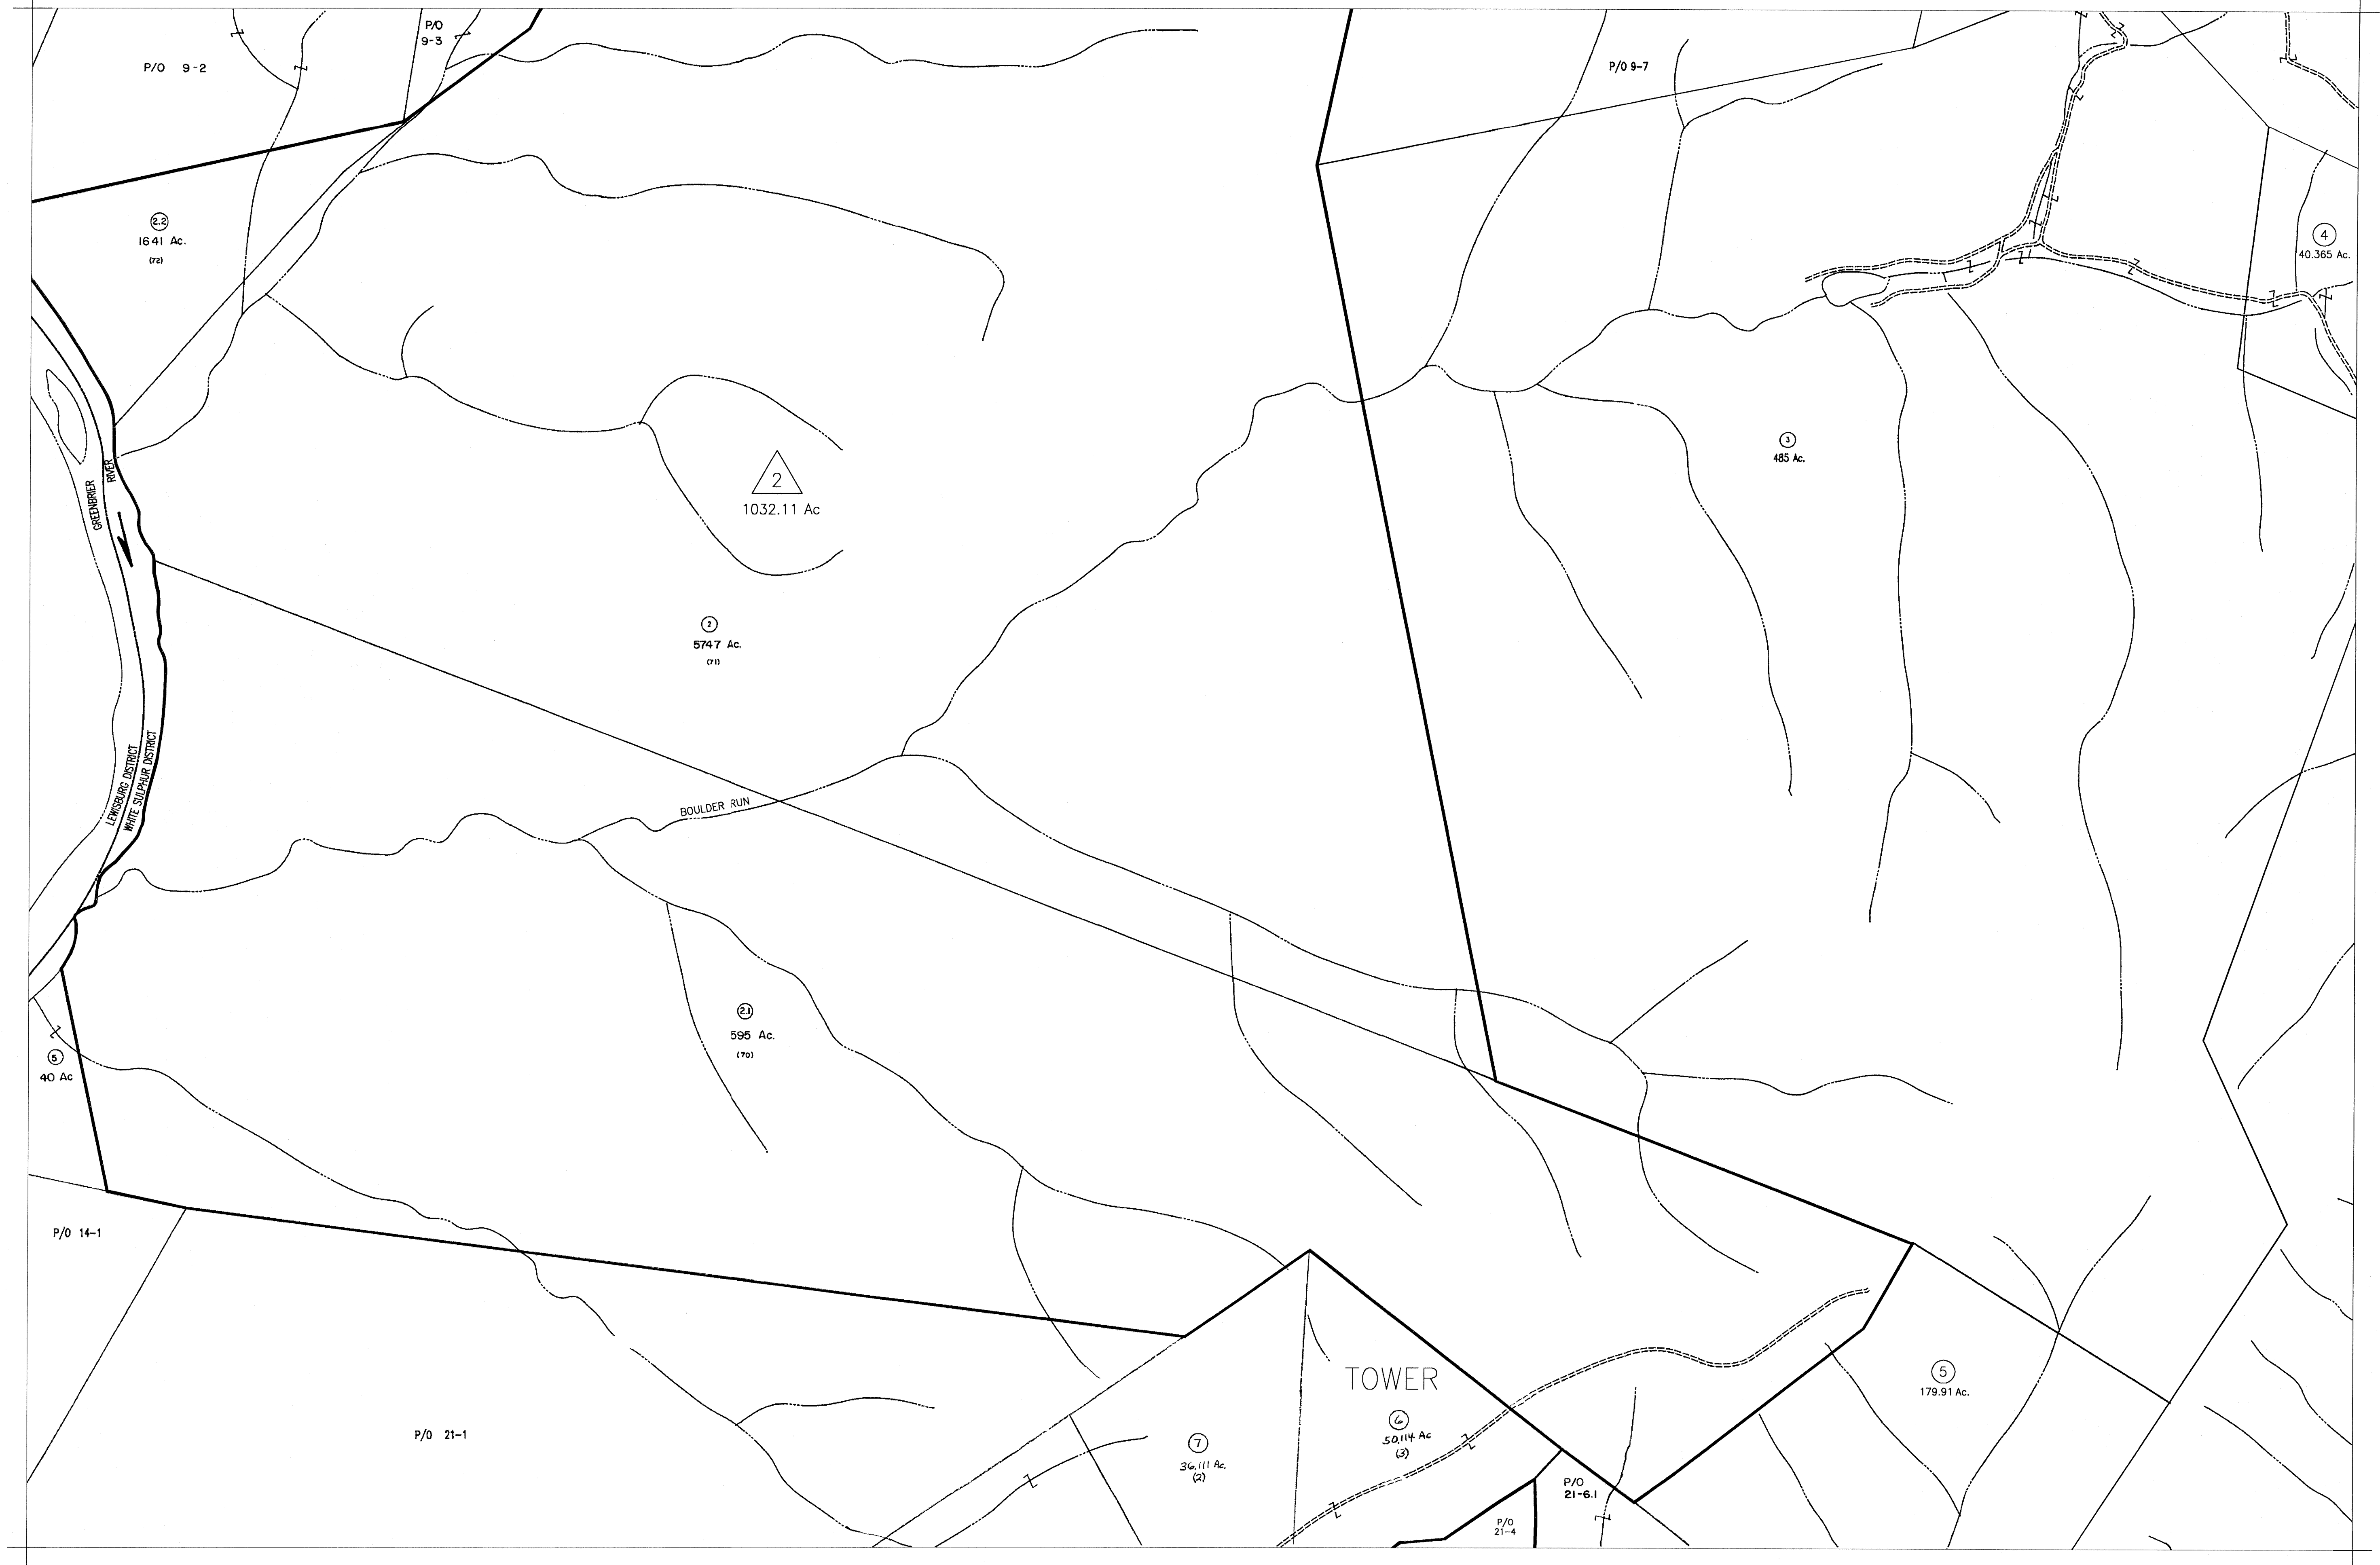 P/O
9-3
P/O 9-2
P/O 9-7
2.2
1641 Ac.
(72)
4
40.365 Ac.
3
485 Ac.
GREENBRIER RIVER
2
1032.11 Ac
2
5747 Ac.
(71)
LEWISBURG DISTRICT
WHITE SULPHUR DISTRICT
BOULDER RUN
2.1
595 Ac.
(70)
5
40 Ac
P/O 14-1
TOWER
5
179.91 Ac.
6
50.114 Ac
(3)
P/O 21-1
7
36.111 Ac.
(2)
P/O
21-6.1
P/O
21-4